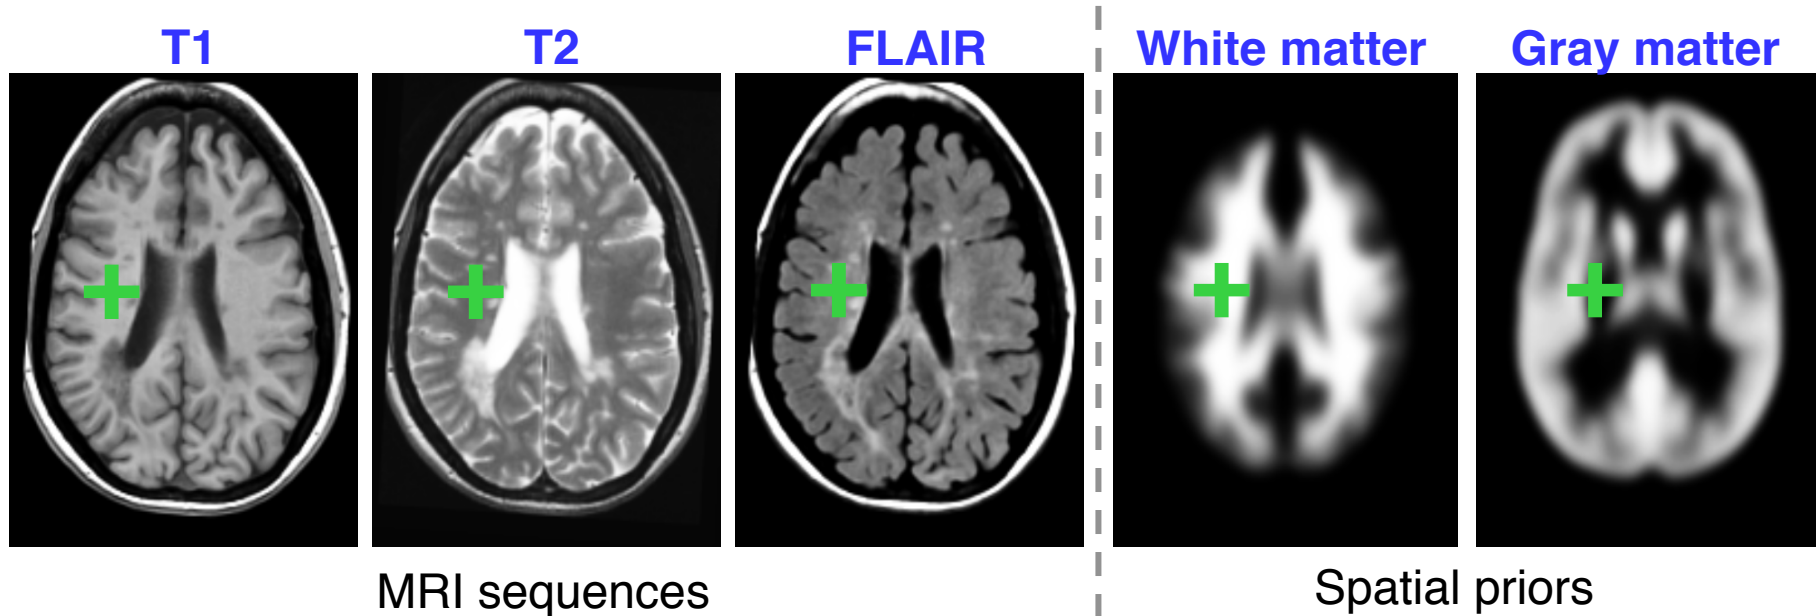 T1
T2
FLAIR
White matter
Gray matter
MRI sequences
Spatial priors